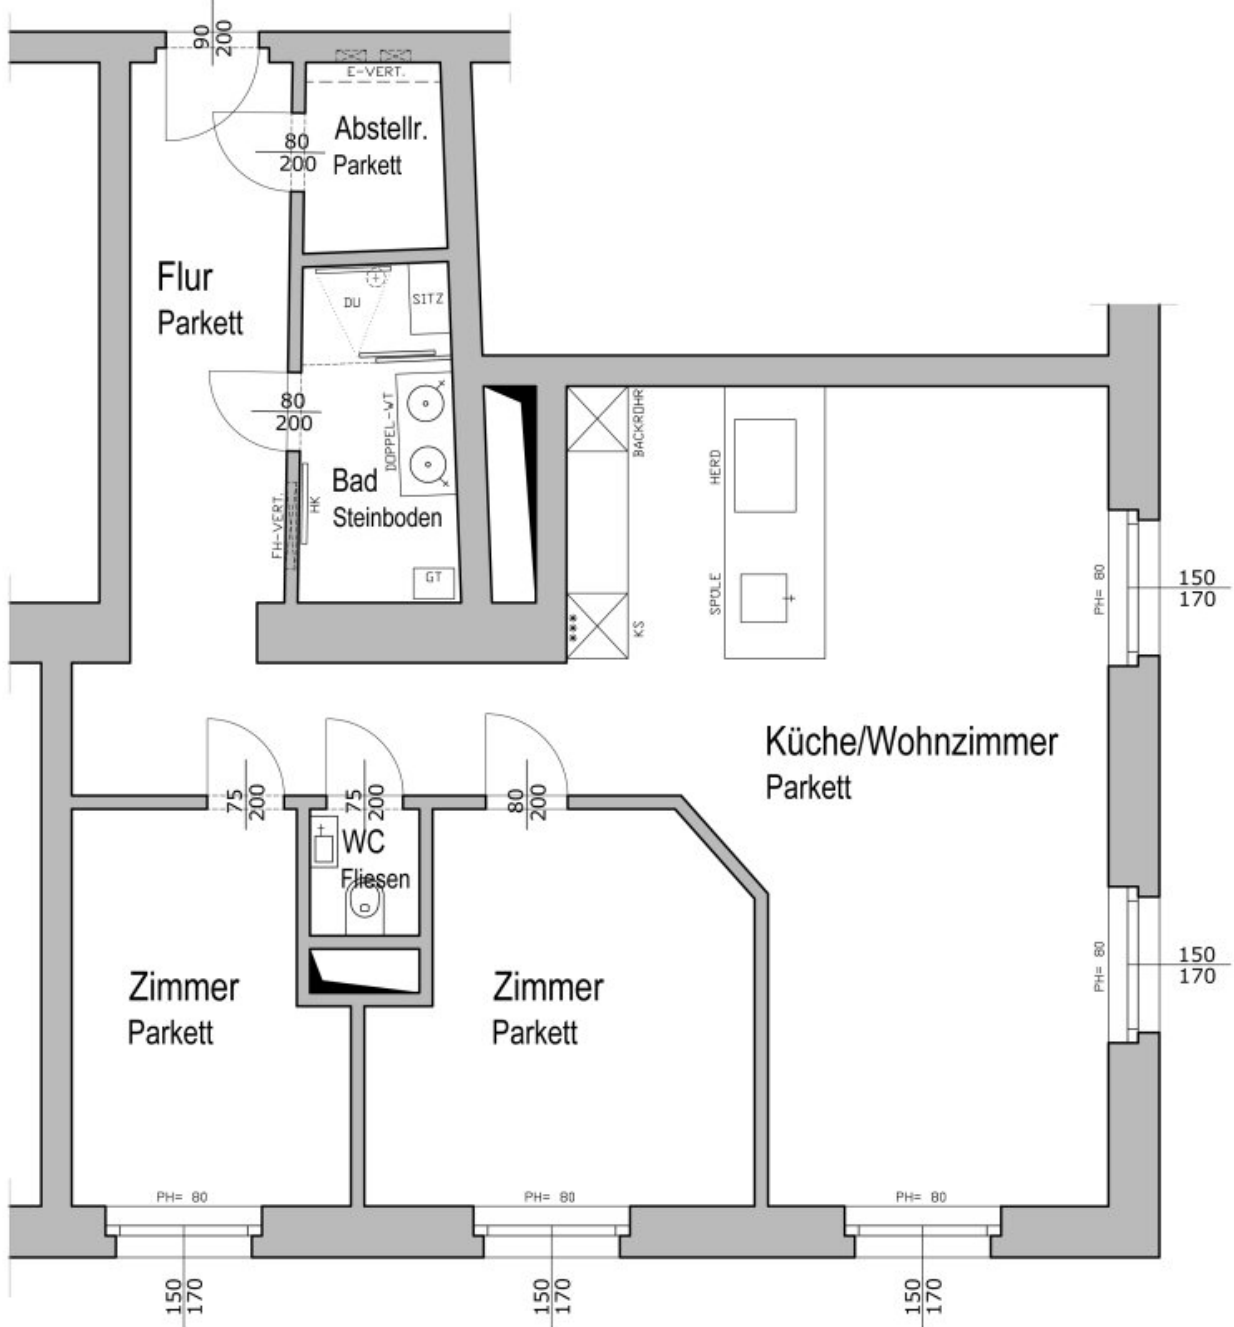 90
200
E-VERT.
Abstellr.
Parkett
80
200
Flur
Parkett
DU
SITZ
80
200
DOPPEL-WT
Bad
Steinboden
FH-VERT.
HK
GT
BACKROHR
HERD
SPÜLE
KS
PH= 80
150
170
Küche/Wohnzimmer
Parkett
75
200
75
200
80
200
WC
Fliesen
Zimmer
Parkett
Zimmer
Parkett
PH= 80
150
170
PH= 80
PH= 80
PH= 80
150
170
150
170
150
170